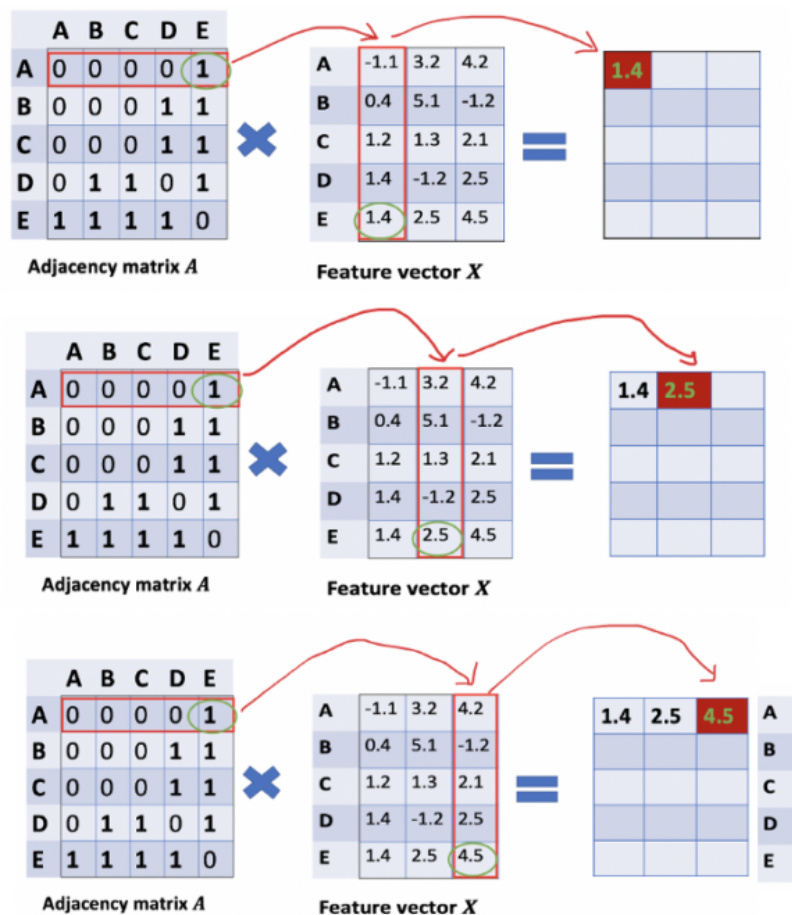 A B C D E
A 0 0 0 0 1 A -1.1 3.2 4.2 1.4
B 0 0 0 1 1 B 0.4 5.1 -1.2
C 0 0 0 1 1 C 1.2 1.3 2.1
D 0 1 1 0 1 D 1.4 -1.2 2.5
E 1 1 1 1 0 E 1.4 2.5 4.5
Adjacency matrix A Feature vector X
A B C D E
A 0 0 0 0 1 A -1.1 3.2 4.2 1.4 2.5
B 0 0 0 1 1 B 0.4 5.1 -1.2
C 0 0 0 1 1 C 1.2 1.3 2.1
D 0 1 1 0 1 D 1.4 -1.2 2.5
E 1 1 1 1 0 E 1.4 2.5 4.5
Adjacency matrix A Feature vector X
A B C D E
A 0 0 0 0 1 A -1.1 3.2 4.2 1.4 2.5 4.5 A
B 0 0 0 1 1 B 0.4 5.1 -1.2 B
C 0 0 0 1 1 C 1.2 1.3 2.1 C
D 0 1 1 0 1 D 1.4 -1.2 2.5 D
E 1 1 1 1 0 E 1.4 2.5 4.5 E
Adjacency matrix A Feature vector X